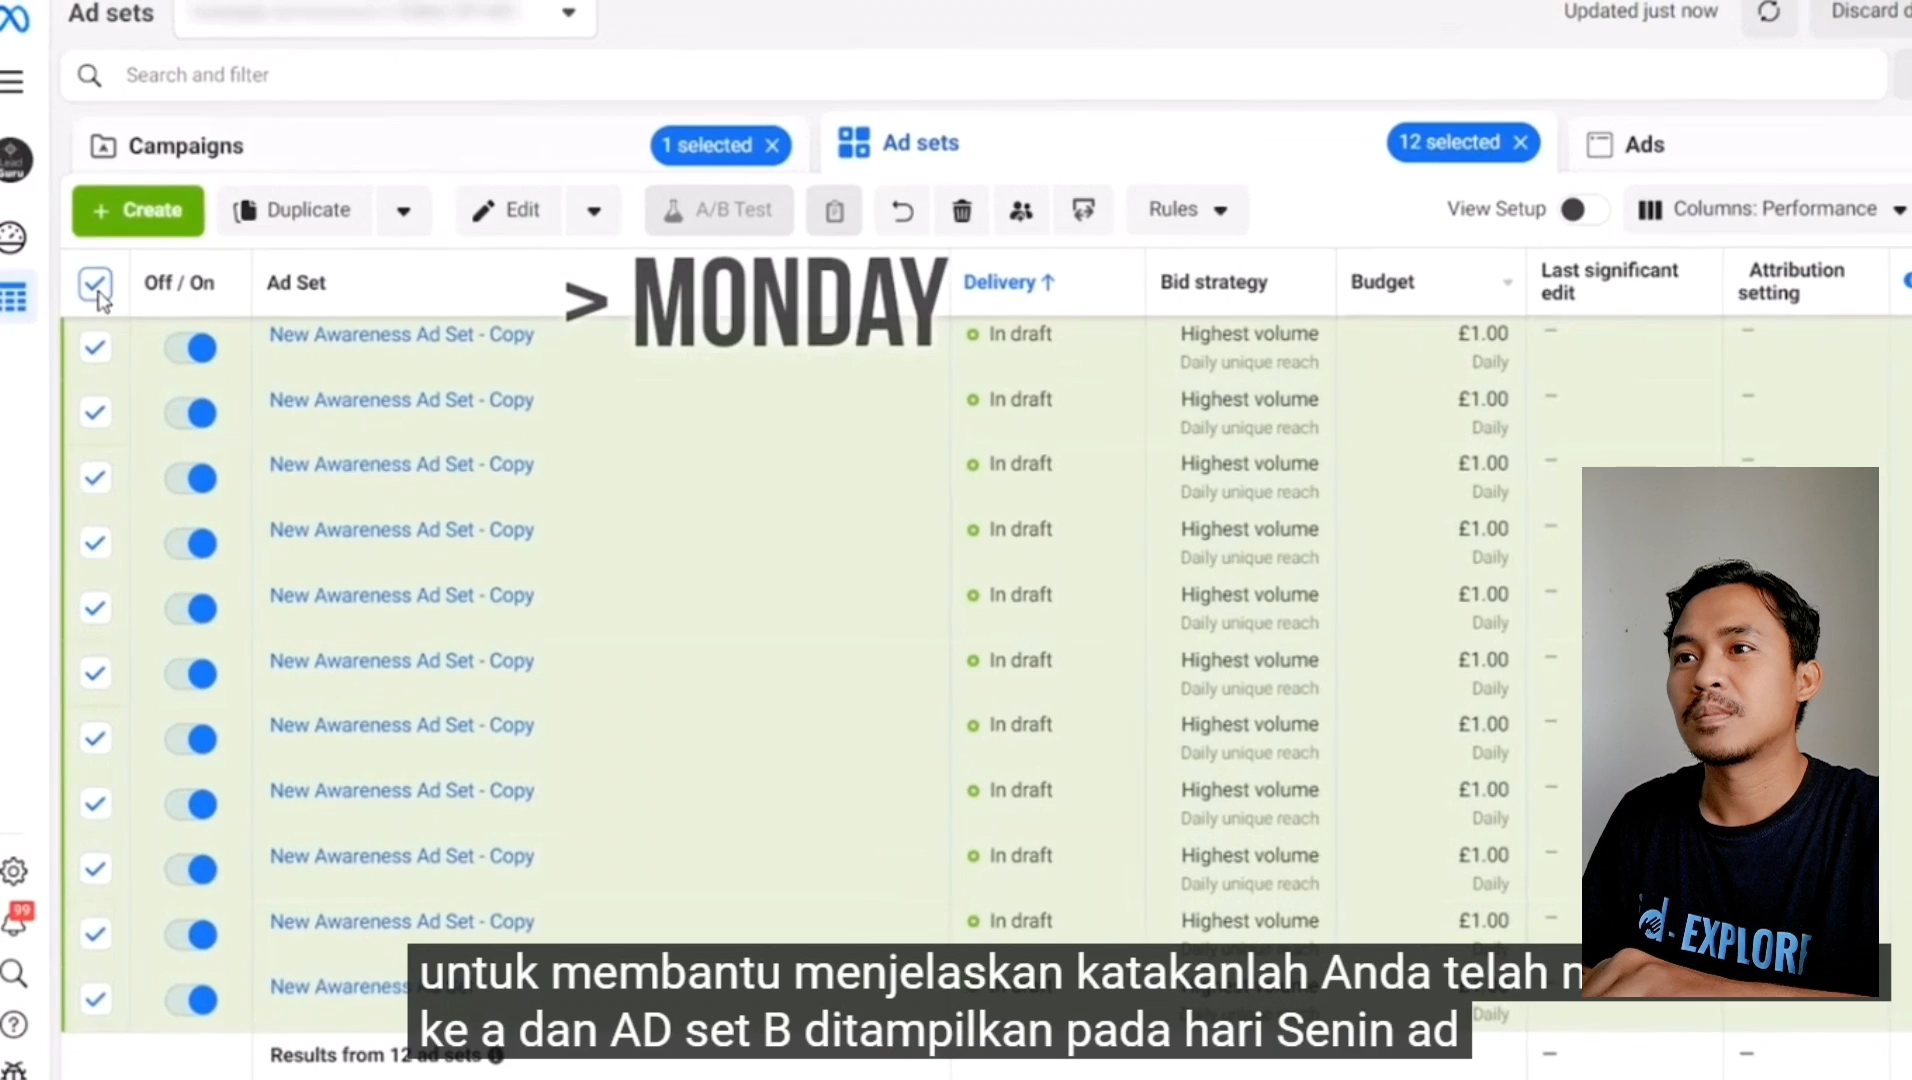 Ad sets
Updated just now
Discard
Search and filter
Campaigns
1 selected
Ad sets
12 selected
Ads
+ Create
Duplicate
Edit
A/B Test
Rules
View Setup
Columns: Performance
Off / On
Ad Set
> MONDAY
Delivery ↑
Bid strategy
Budget
Last significant
edit
Attribution
setting
New Awareness Ad Set - Copy
In draft
Highest volume
£1.00
Daily unique reach
Daily
New Awareness Ad Set - Copy
In draft
Highest volume
£1.00
Daily unique reach
Daily
New Awareness Ad Set - Copy
In draft
Highest volume
£1.00
Daily unique reach
Daily
New Awareness Ad Set - Copy
In draft
Highest volume
£1.00
Daily unique reach
Daily
New Awareness Ad Set - Copy
In draft
Highest volume
£1.00
Daily unique reach
Daily
New Awareness Ad Set - Copy
In draft
Highest volume
£1.00
Daily unique reach
Daily
New Awareness Ad Set - Copy
In draft
Highest volume
£1.00
Daily unique reach
Daily
New Awareness Ad Set - Copy
In draft
Highest volume
£1.00
Daily unique reach
Daily
New Awareness Ad Set - Copy
In draft
Highest volume
£1.00
Daily unique reach
Daily
New Awareness Ad Set - Copy
In draft
Highest volume
£1.00
New Awareness
Daily
Results from 12 ad sets
99
Lead
Guru
id- EXPLORE
untuk membantu menjelaskan katakanlah Anda telah
ke a dan AD set B ditampilkan pada hari Senin ad